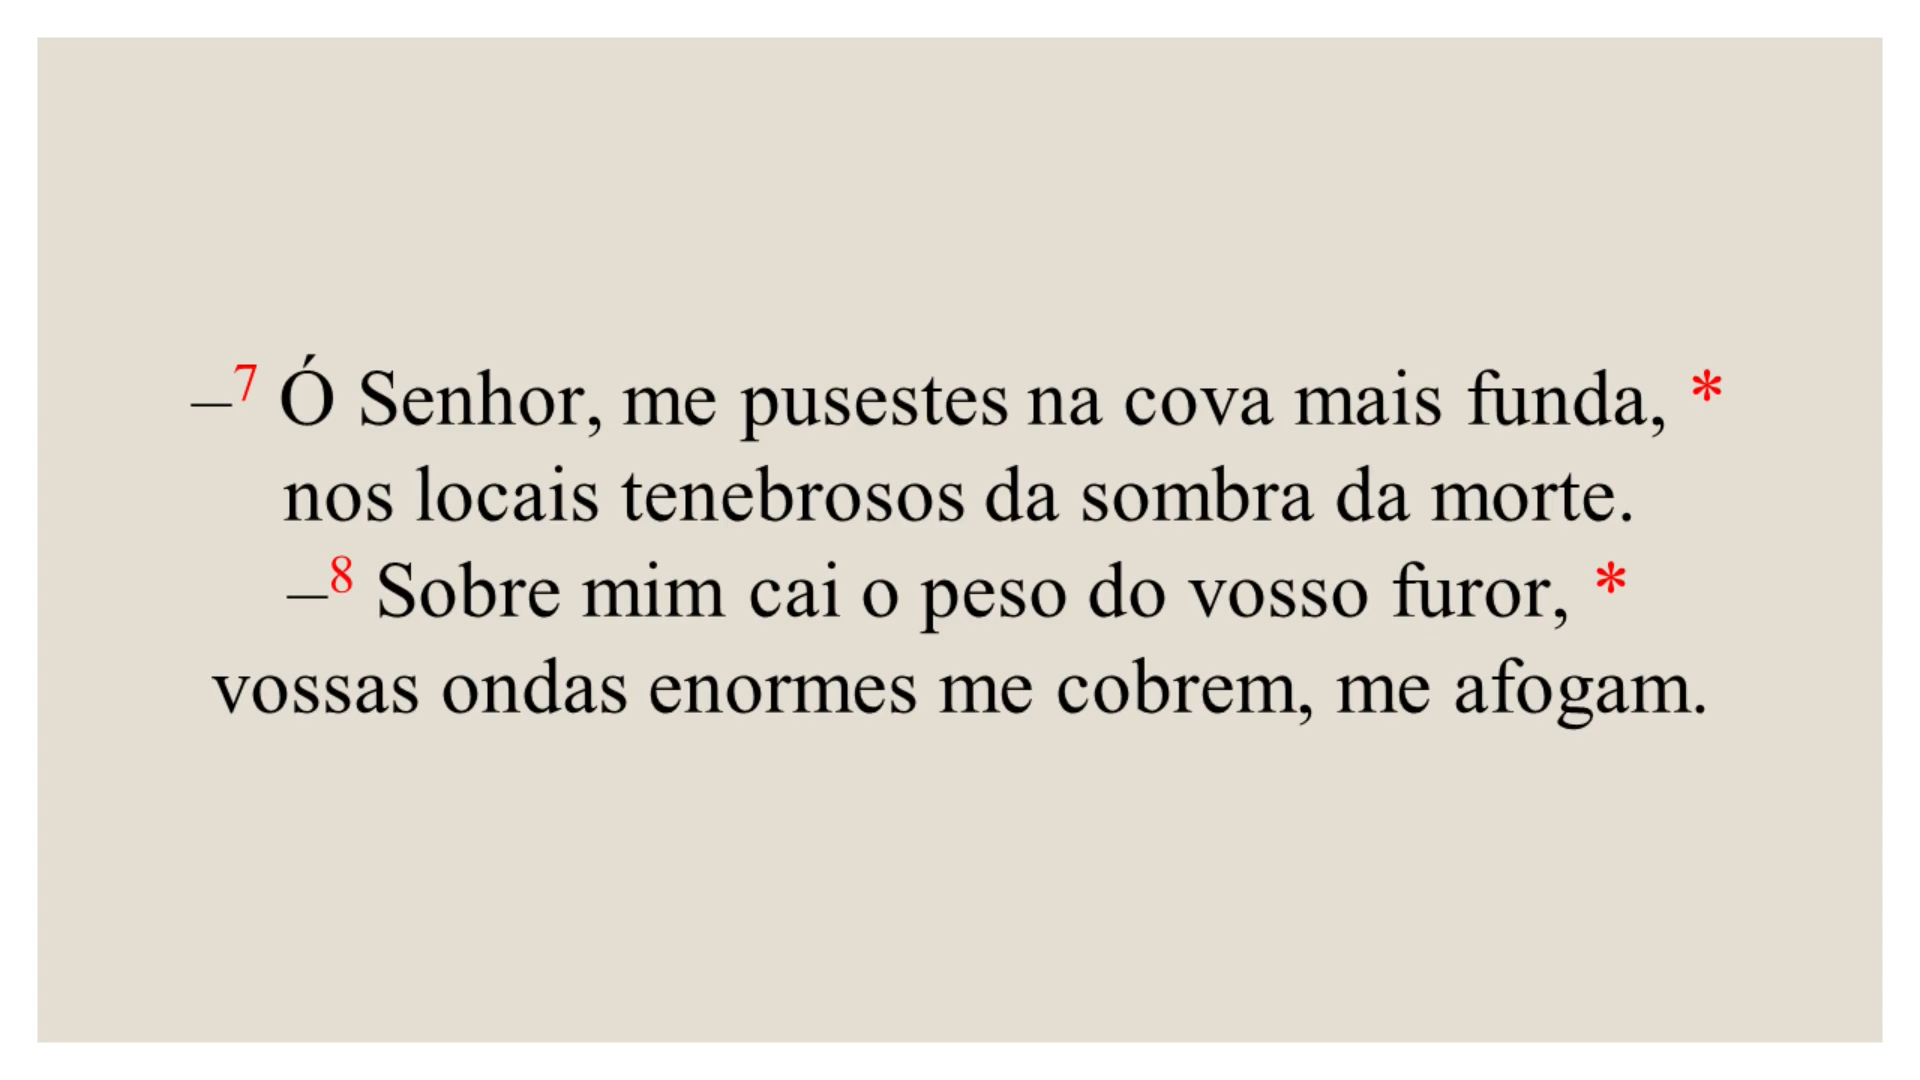 –7 Ó Senhor, me pusestes na cova mais funda, *
nos locais tenebrosos da sombra da morte.
–8 Sobre mim cai o peso do vosso furor, *
vossas ondas enormes me cobrem, me afogam.